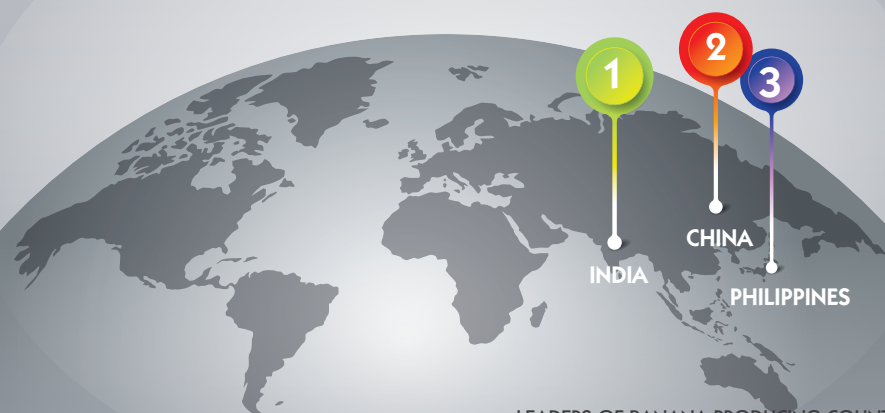 1
2
3
CHINA
INDIA
PHILIPPINES
LEADERS OF BANANA PRODUCING